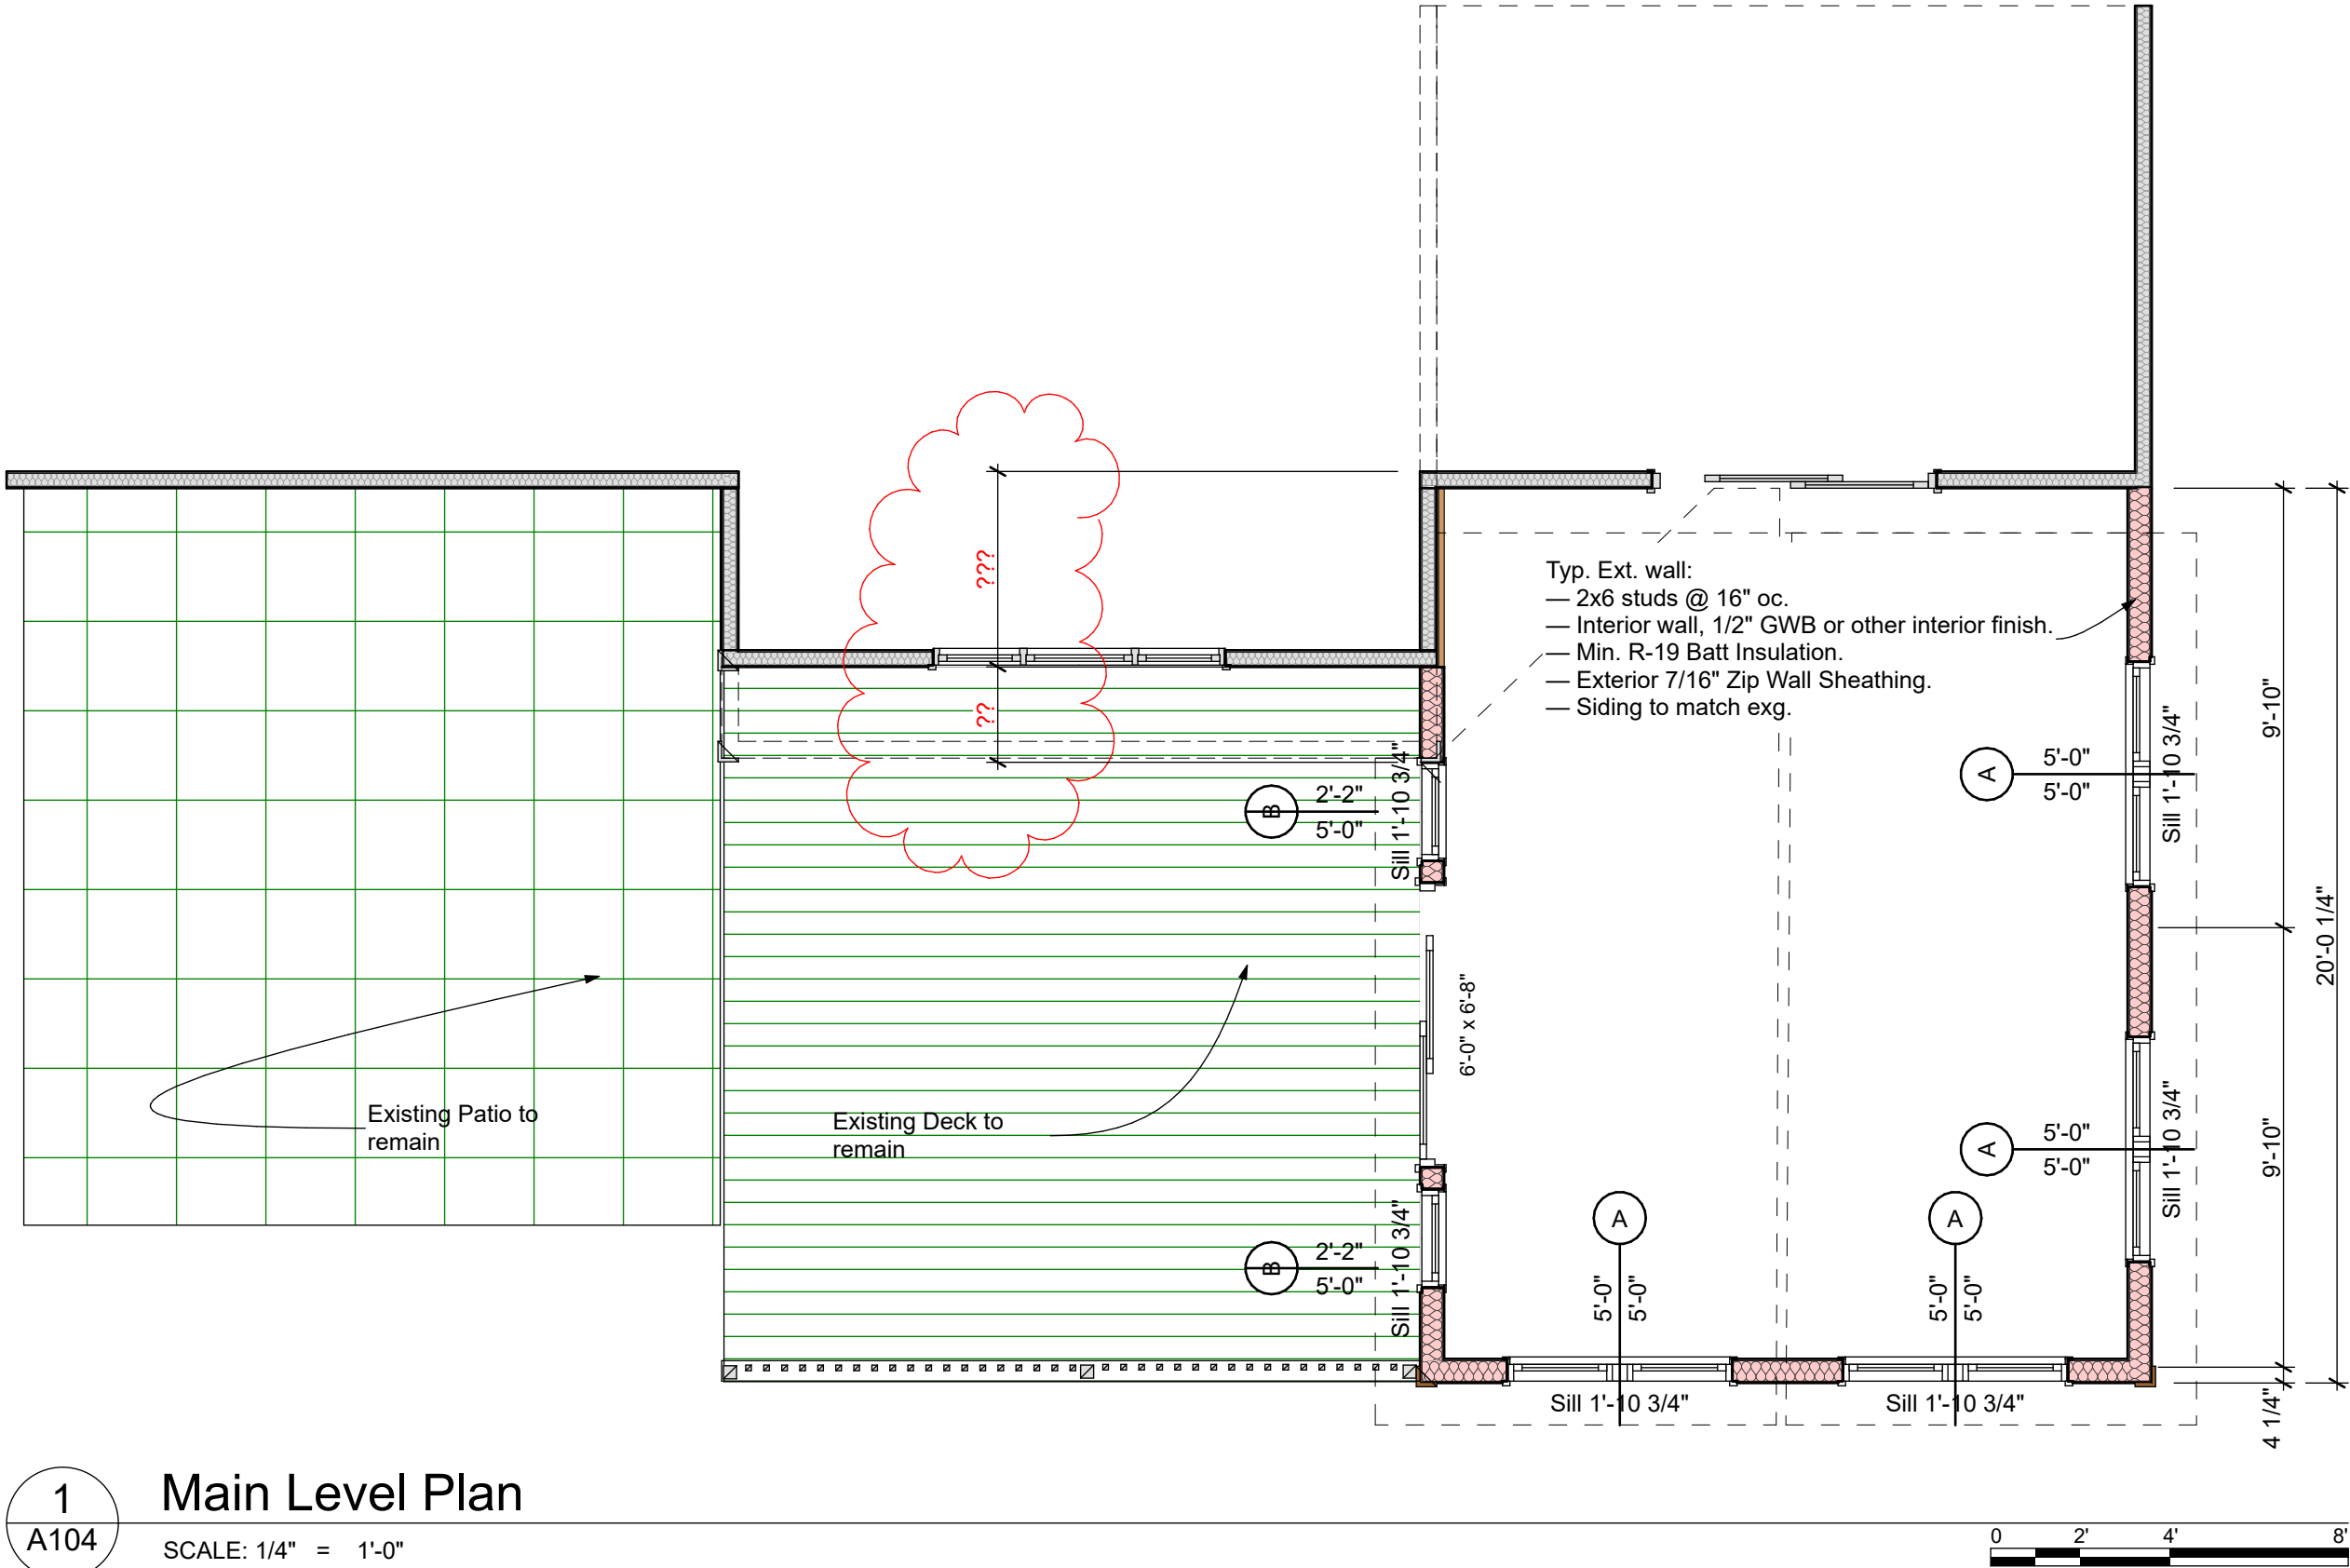 ???
??
Typ. Ext. wall:
— 2x6 studs @ 16" oc.
— Interior wall, 1/2" GWB or other interior finish.
— Min. R-19 Batt Insulation.
— Exterior 7/16" Zip Wall Sheathing.
— Siding to match exg.
9'-10"
20'-0 1/4"
9'-10"
4 1/4"
A
5'-0"
5'-0"
Sill 1'-10 3/4"
A
5'-0"
5'-0"
Sill 1'-10 3/4"
B
2'-2"
5'-0"
Sill 1'-10 3/4"
6'-0" x 6'-8"
B
2'-2"
5'-0"
Sill 1'-10 3/4"
A
5'-0"
5'-0"
Sill 1'-10 3/4"
A
5'-0"
5'-0"
Sill 1'-10 3/4"
Existing Patio to
remain
Existing Deck to
remain
1
A104
Main Level Plan
SCALE: 1/4" = 1'-0"
0 2' 4' 8'